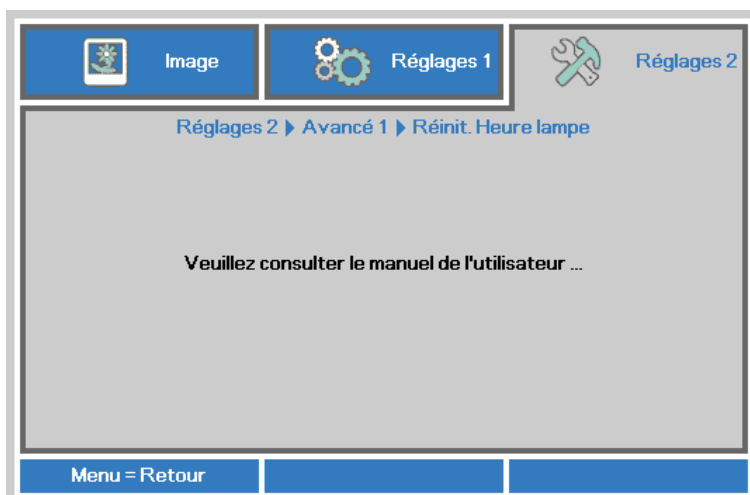 Image
Réglages 1
Réglages 2
Réglages 2 ▶ Avancé 1 ▶ Réinit. Heure lampe
Veuillez consulter le manuel de l'utilisateur ...
Menu = Retour